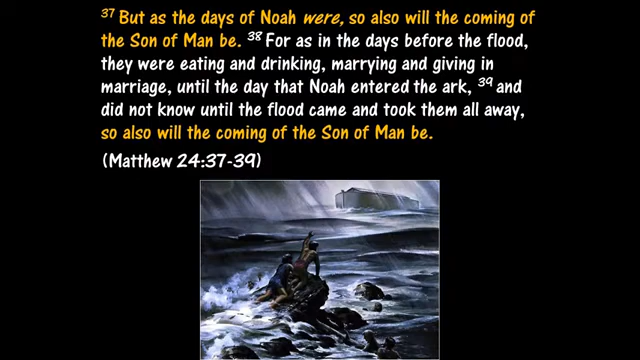 37 But as the days of Noah were, so also will the coming of
the Son of Man be. 38 For as in the days before the flood,
they were eating and drinking, marrying and giving in
marriage, until the day that Noah entered the ark, 39 and
did not know until the flood came and took them all away,
so also will the coming of the Son of Man be.
(Matthew 24:37-39)